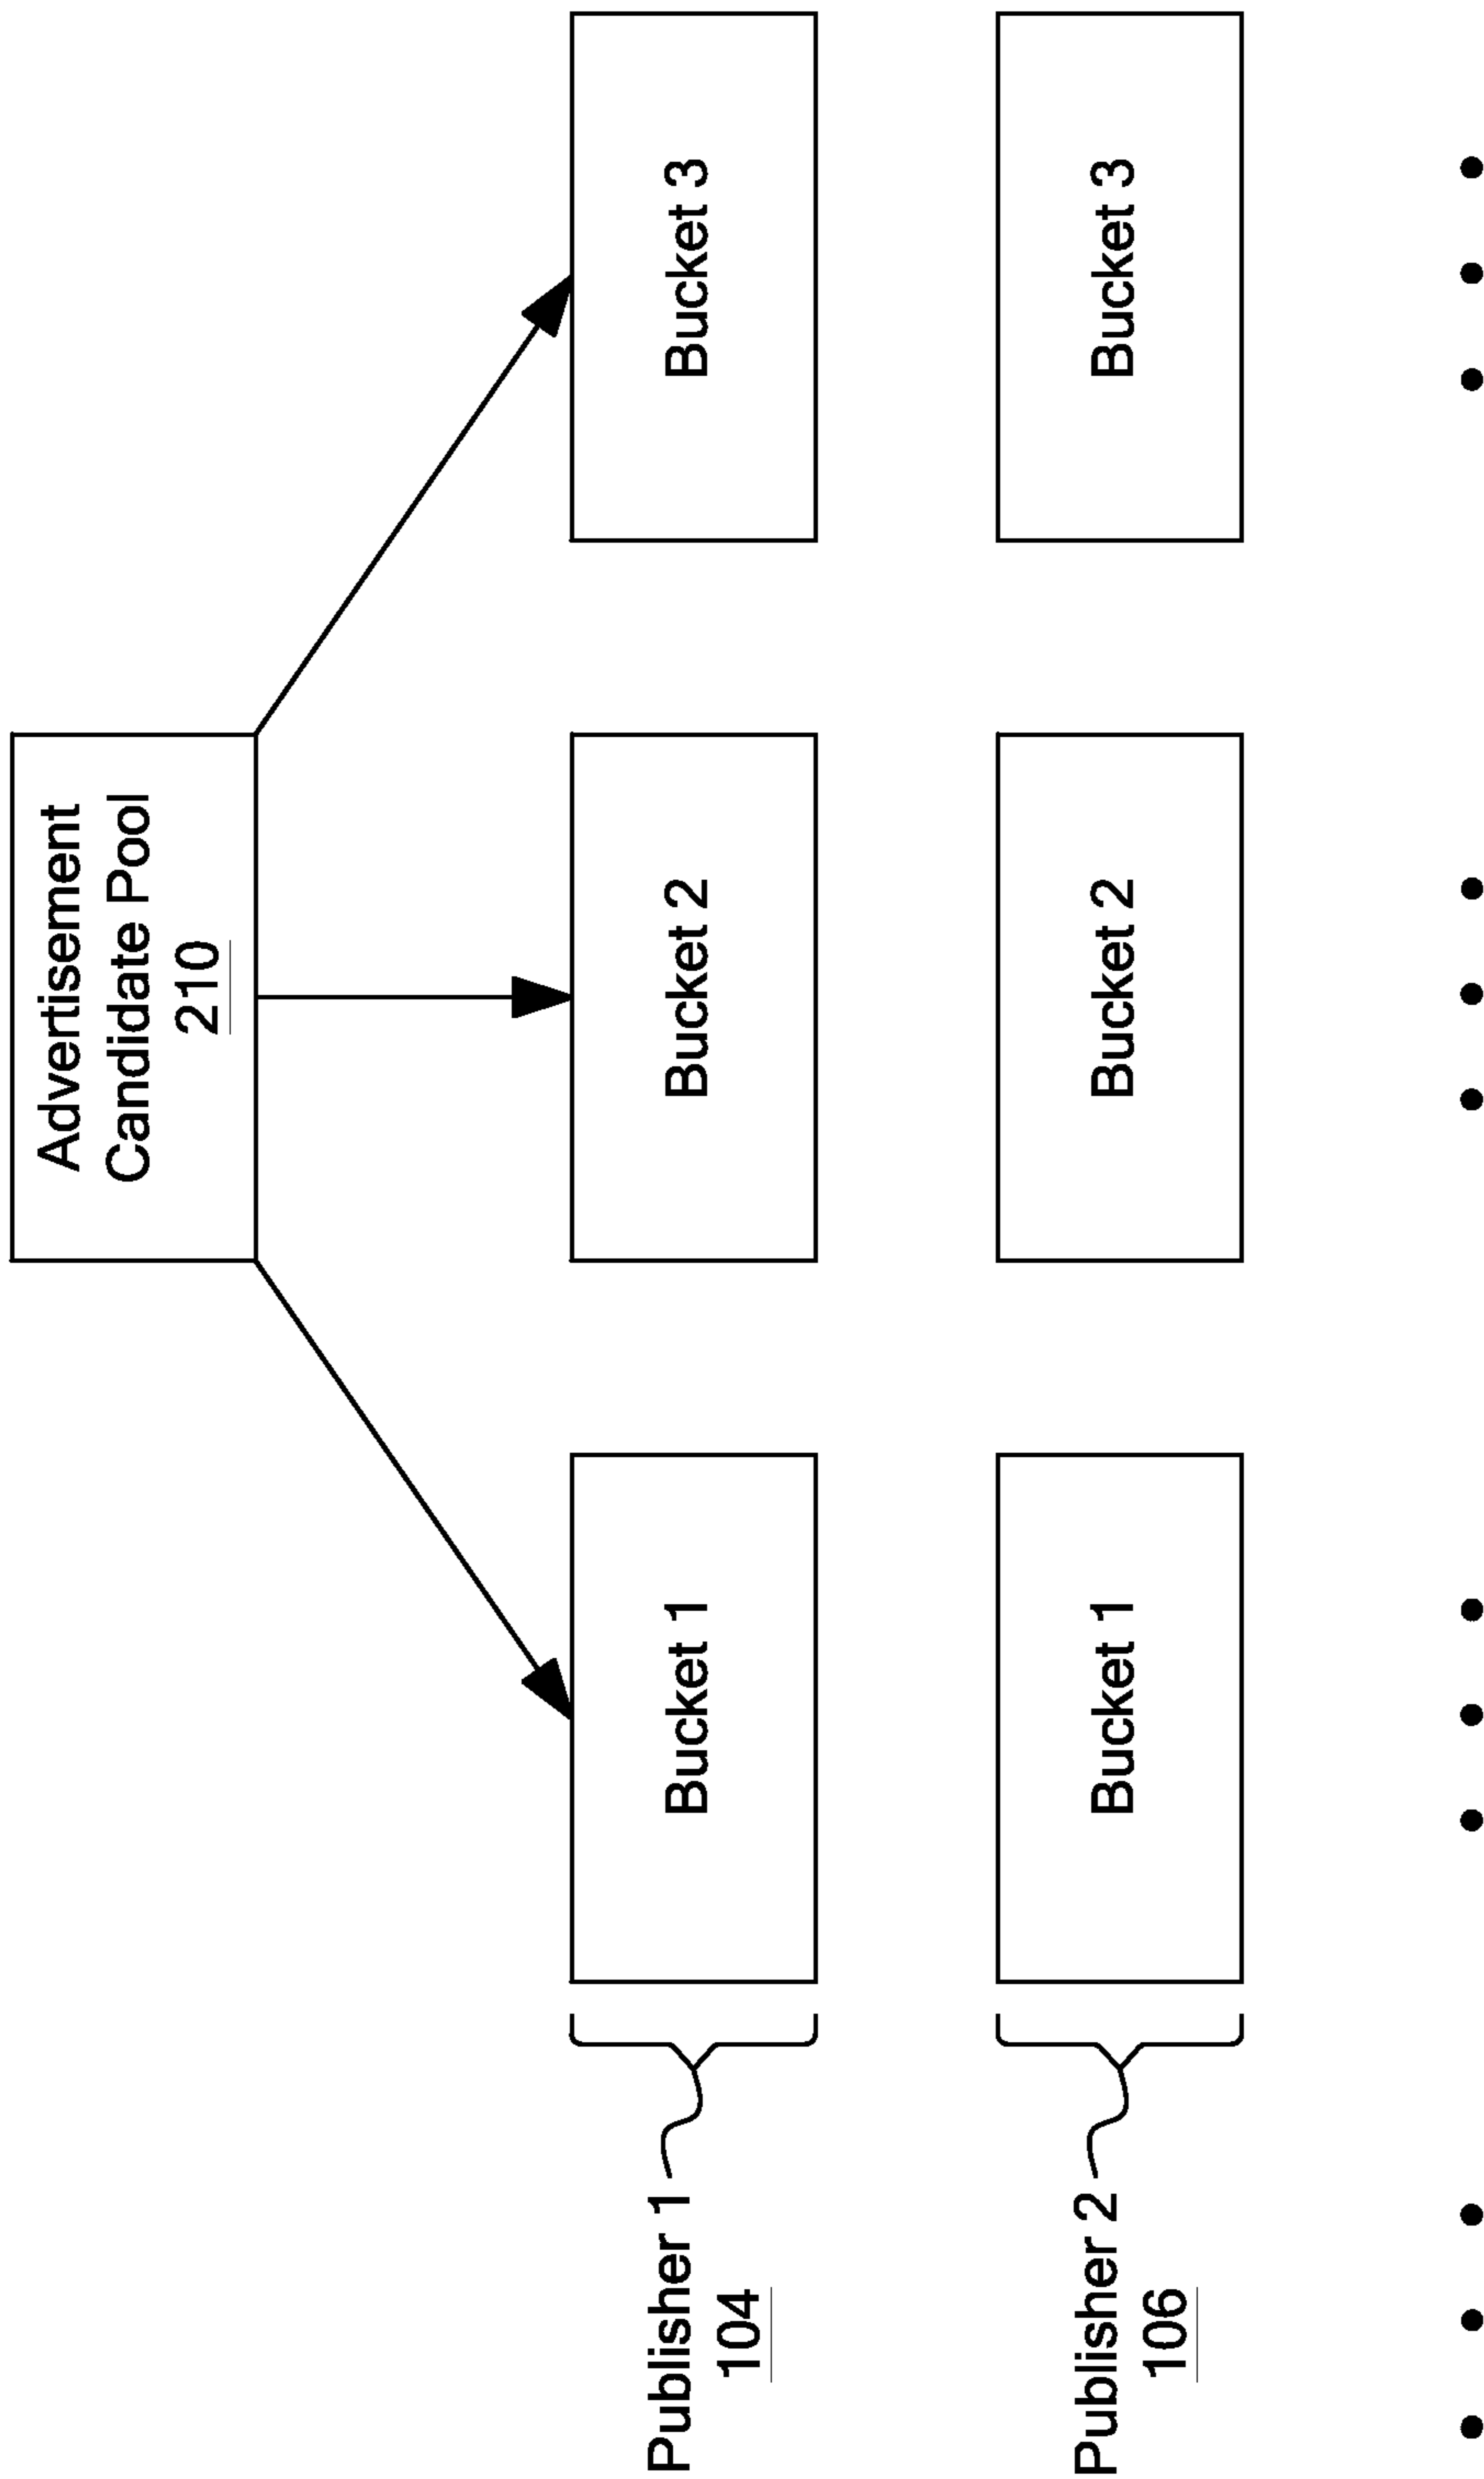 Advertisement
Candidate Pool
210
Publisher 1
104
Bucket 1
Bucket 2
Bucket 3
Publisher 2
106
Bucket 1
Bucket 2
Bucket 3